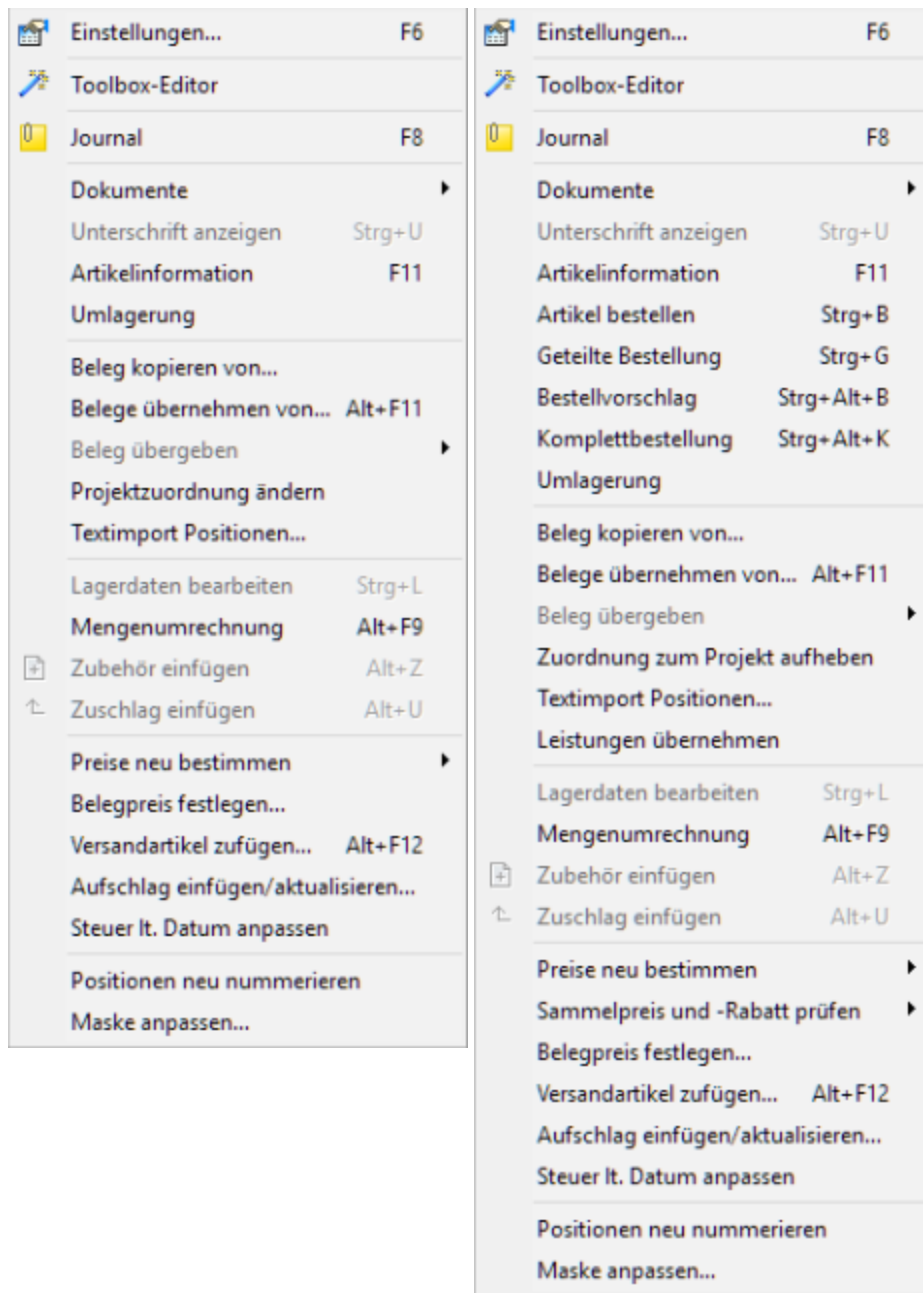 Einstellungen... F6
Toolbox-Editor
Journal F8
Dokumente
Unterschrift anzeigen Strg+U
Artikelinformation F11
Umlagerung
Beleg kopieren von...
Belege übernehmen von... Alt+F11
Beleg übergeben
Projektzuordnung ändern
Textimport Positionen...
Lagerdaten bearbeiten Strg+L
Mengenumrechnung Alt+F9
Zubehör einfügen Alt+Z
Zuschlag einfügen Alt+U
Preise neu bestimmen
Belegpreis festlegen...
Versandartikel zufügen... Alt+F12
Aufschlag einfügen/aktualisieren...
Steuer lt. Datum anpassen
Positionen neu nummerieren
Maske anpassen...
Einstellungen... F6
Toolbox-Editor
Journal F8
Dokumente
Unterschrift anzeigen Strg+U
Artikelinformation F11
Artikel bestellen Strg+B
Geteilte Bestellung Strg+G
Bestellvorschlag Strg+Alt+B
Komplettbestellung Strg+Alt+K
Umlagerung
Beleg kopieren von...
Belege übernehmen von... Alt+F11
Beleg übergeben
Zuordnung zum Projekt aufheben
Textimport Positionen...
Leistungen übernehmen
Lagerdaten bearbeiten Strg+L
Mengenumrechnung Alt+F9
Zubehör einfügen Alt+Z
Zuschlag einfügen Alt+U
Preise neu bestimmen
Sammelpreis und -Rabatt prüfen
Belegpreis festlegen...
Versandartikel zufügen... Alt+F12
Aufschlag einfügen/aktualisieren...
Steuer lt. Datum anpassen
Positionen neu nummerieren
Maske anpassen...